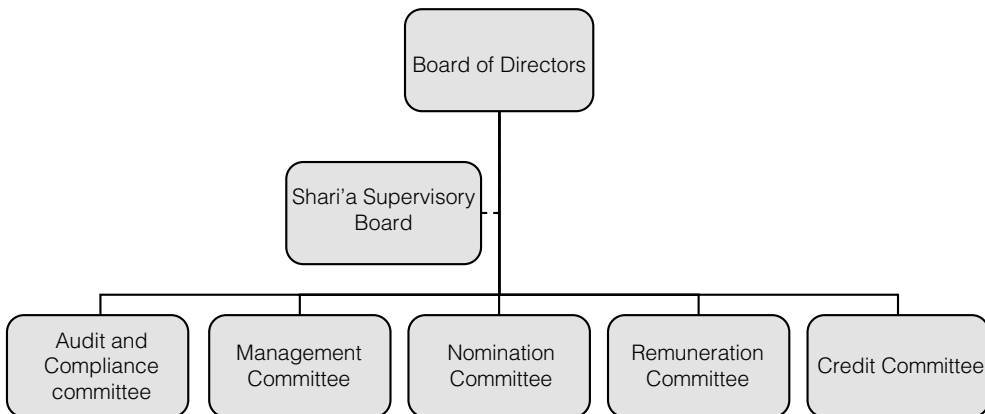 Board of Directors
Shari’a Supervisory
Board
Audit and
Compliance
committee
Management
Committee
Nomination
Committee
Remuneration
Committee
Credit Committee